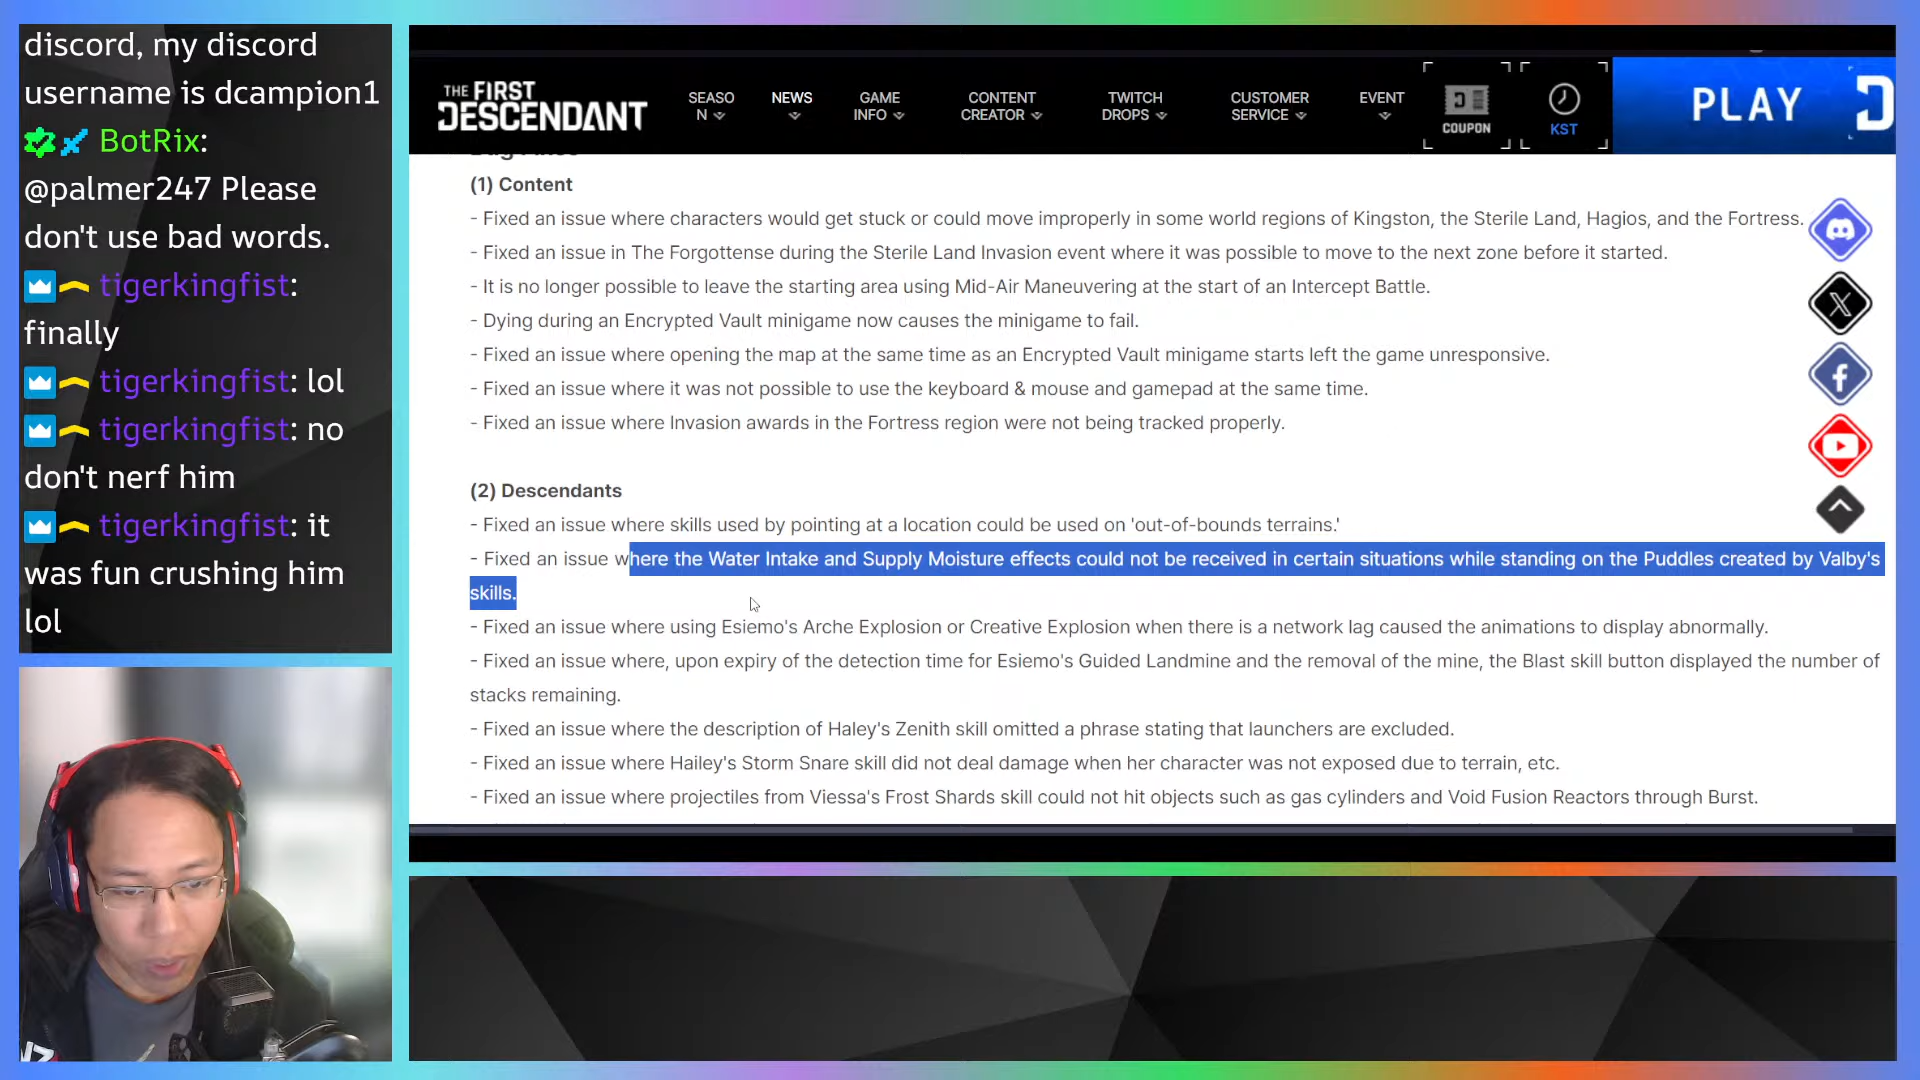 discord, my discord
username is dcampion1
BotRix:
@palmer247 Please
don't use bad words.
tigerkingfist:
finally
tigerkingfist: lol
tigerkingfist: no
don't nerf him
tigerkingfist: it
was fun crushing him
lol
THE FIRST
DESCENDANT
SEASO
N
NEWS
GAME
INFO
CONTENT
CREATOR
TWITCH
DROPS
CUSTOMER
SERVICE
EVENT
COUPON
KST
PLAY
(1) Content
- Fixed an issue where characters would get stuck or could move improperly in some world regions of Kingston, the Sterile Land, Hagios, and the Fortress.
- Fixed an issue in The Forgottense during the Sterile Land Invasion event where it was possible to move to the next zone before it started.
- It is no longer possible to leave the starting area using Mid-Air Maneuvering at the start of an Intercept Battle.
- Dying during an Encrypted Vault minigame now causes the minigame to fail.
- Fixed an issue where opening the map at the same time as an Encrypted Vault minigame starts left the game unresponsive.
- Fixed an issue where it was not possible to use the keyboard & mouse and gamepad at the same time.
- Fixed an issue where Invasion awards in the Fortress region were not being tracked properly.
(2) Descendants
- Fixed an issue where skills used by pointing at a location could be used on 'out-of-bounds terrains.'
- Fixed an issue where the Water Intake and Supply Moisture effects could not be received in certain situations while standing on the Puddles created by Valby's
skills.
- Fixed an issue where using Esiemo's Arche Explosion or Creative Explosion when there is a network lag caused the animations to display abnormally.
- Fixed an issue where, upon expiry of the detection time for Esiemo's Guided Landmine and the removal of the mine, the Blast skill button displayed the number of
stacks remaining.
- Fixed an issue where the description of Haley's Zenith skill omitted a phrase stating that launchers are excluded.
- Fixed an issue where Hailey's Storm Snare skill did not deal damage when her character was not exposed due to terrain, etc.
- Fixed an issue where projectiles from Viessa's Frost Shards skill could not hit objects such as gas cylinders and Void Fusion Reactors through Burst.